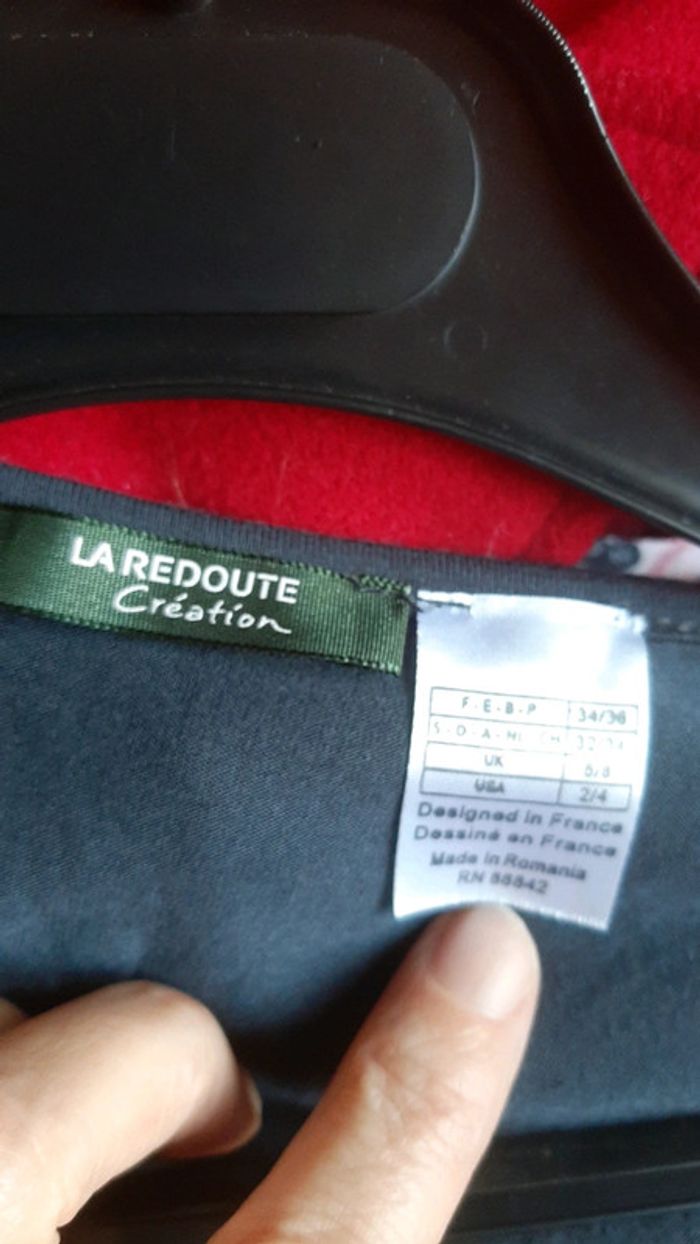 LA REDOUTE
Création
F - E - B - P 34/36
S - D - A - NL - CH 32/34
UK 6/8
USA 2/4
Designed in France
Dessiné en France
Made in Romania
RN 55542